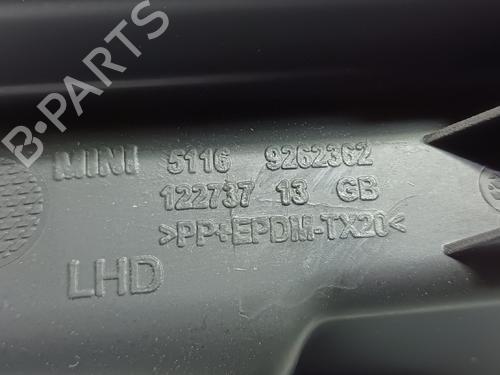 B-PARTS
MINI 5116 9262362
122737 13 GB
>PP+EPDM-TX20<
LHD